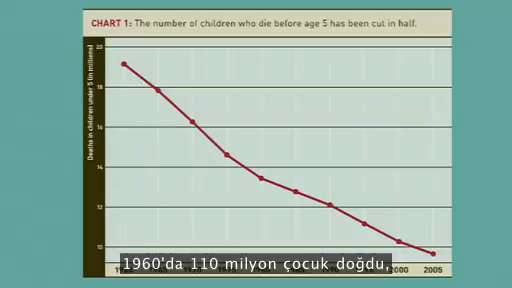 CHART 1: The number of children who die before age 5 has been cut in half.
Deaths in children under 5 (in millions)
20
18
16
14
12
10
2000 2005
1960'da 110 milyon çocuk doğdu,